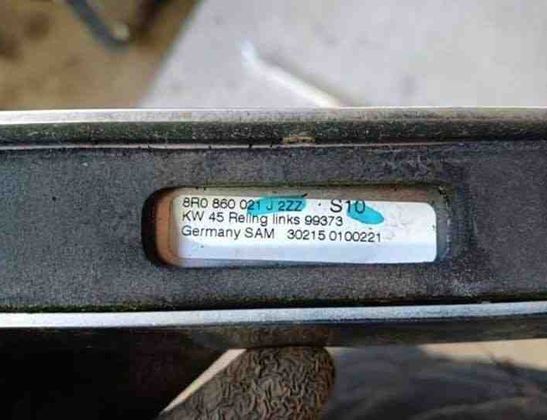 8R0 860 021 J 2ZZ · S10
KW 45 Reling links 99373
Germany SAM 30215 0100221